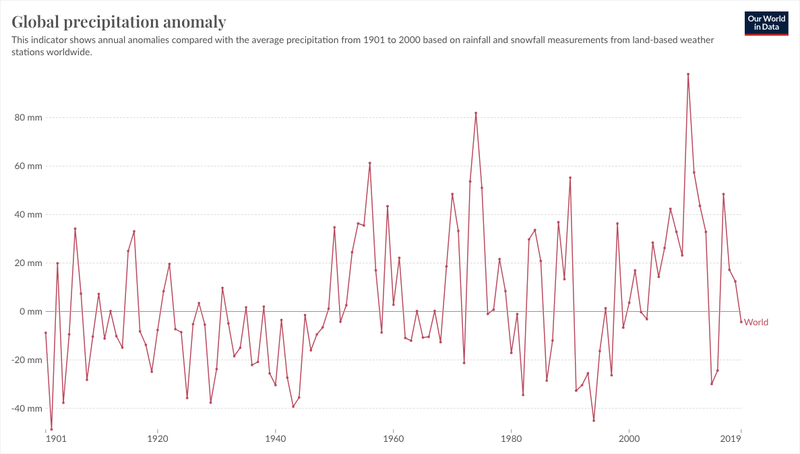 Global precipitation anomaly
Our World
in Data
This indicator shows annual anomalies compared with the average precipitation from 1901 to 2000 based on rainfall and snowfall measurements from land-based weather
stations worldwide.
80 mm
60 mm
40 mm
20 mm
0 mm
World
-20 mm
-40 mm
1901
1920
1940
1960
1980
2000
2019